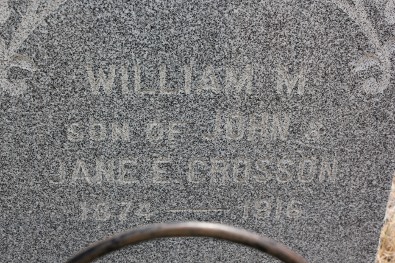 WILLIAM M.
SON OF JOHN &
JANE E. CROSSON
1874 — 1916